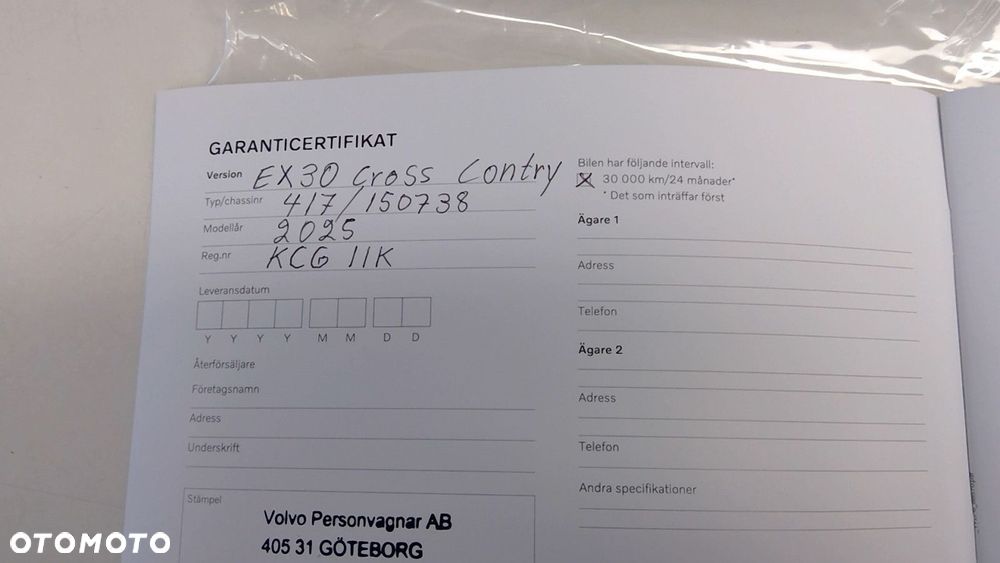 GARANTICERTIFIKAT
Version EX30 Cross Contry
Typ/chassinr 417/150738
Modellår 2025
Reg.nr KCG 11K
Leveransdatum
Y Y Y Y M M D D
Återförsäljare
Företagsnamn
Adress
Underskrift
Stämpel
Volvo Personvagnar AB
405 31 GÖTEBORG
Bilen har följande intervall:
30 000 km/24 månader*
* Det som inträffar först
Ägare 1
Adress
Telefon
Ägare 2
Adress
Telefon
Andra specifikationer
OTOMOTO